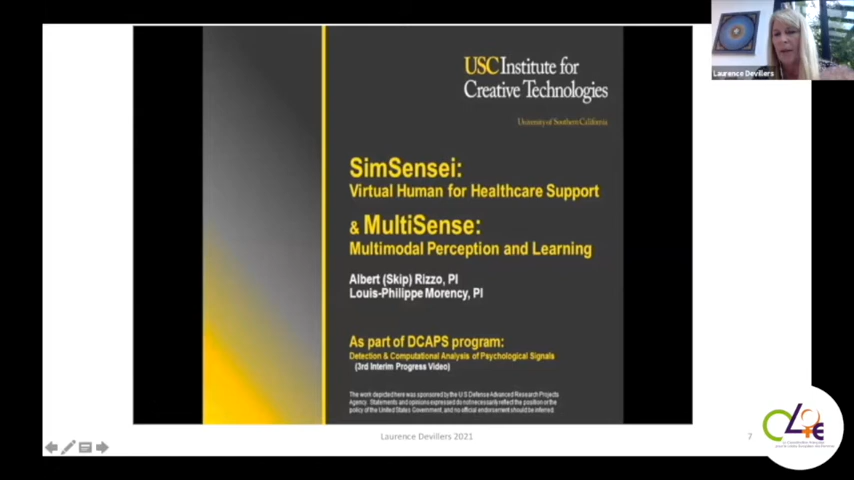 USC Institute for
Creative Technologies
University of Southern California
SimSensei:
Virtual Human for Healthcare Support
& MultiSense:
Multimodal Perception and Learning
Albert (Skip) Rizzo, PI
Louis-Philippe Morency, PI
As part of DCAPS program:
Detection & Computational Analysis of Psychological Signals
(3rd Interim Progress Video)
The work depicted here was sponsored by the U S Defense Advanced Research Projects
Agency. Statements and opinions expressed do not necessarily reflect the position or the
policy of the United States Government, and no official endorsement should be inferred.
Laurence Devillers
Laurence Devillers 2021
7